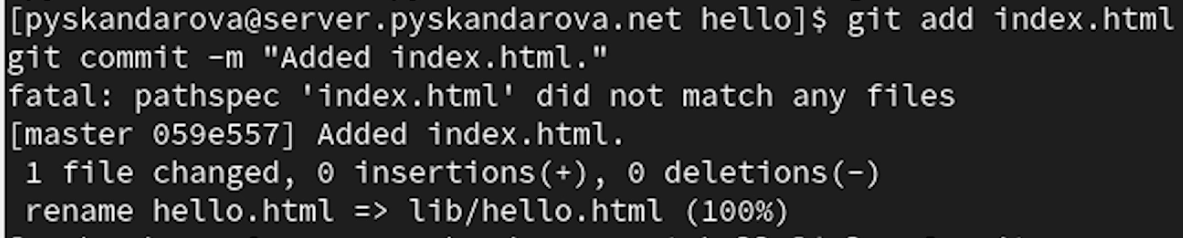 [pyskandarova@server.pyskandarova.net hello]$ git add index.html
git commit -m "Added index.html."
fatal: pathspec 'index.html' did not match any files
[master 059e557] Added index.html.
1 file changed, 0 insertions(+), 0 deletions(-)
rename hello.html => lib/hello.html (100%)